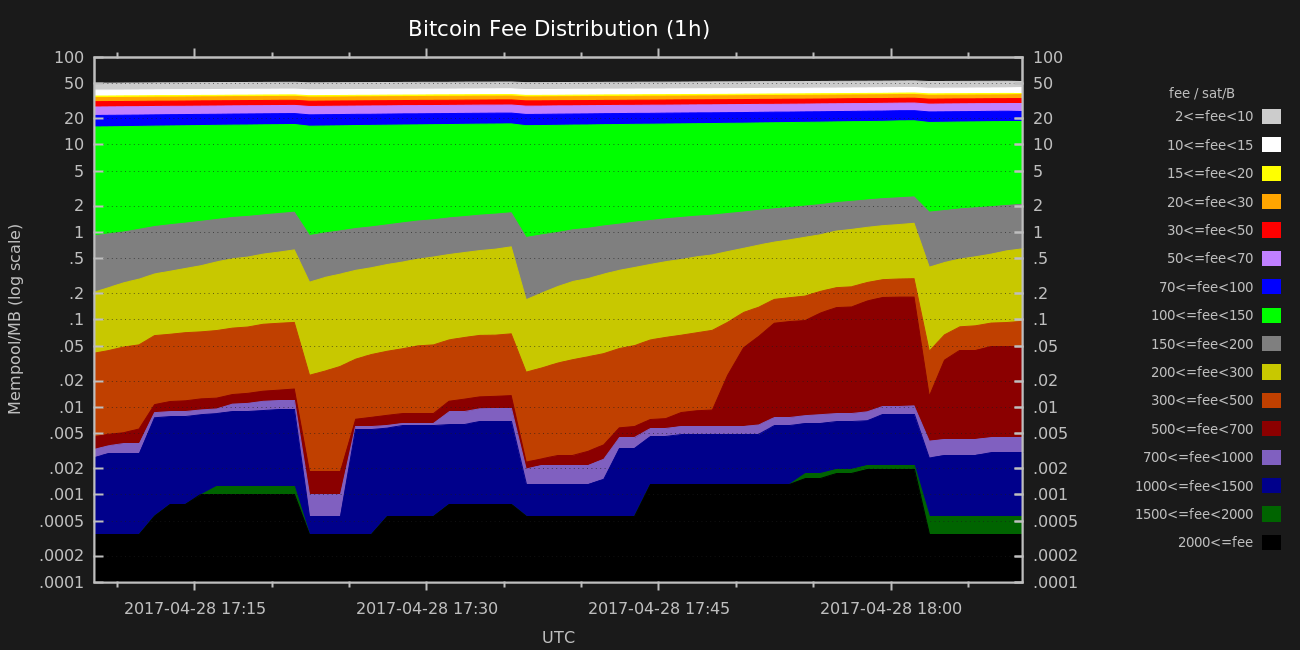 Bitcoin Fee Distribution (1h)
100 100
50 50
20 20
10 10
5 5
2 2
1 1
.5 .5
.2 .2
.1 .1
.05 .05
.02 .02
.01 .01
.005 .005
.002 .002
.001 .001
.0005 .0005
.0002 .0002
.0001 .0001
Mempool/MB (log scale)
2017-04-28 17:15 2017-04-28 17:30 2017-04-28 17:45 2017-04-28 18:00
UTC
fee / sat/B
2<=fee<10
10<=fee<15
15<=fee<20
20<=fee<30
30<=fee<50
50<=fee<70
70<=fee<100
100<=fee<150
150<=fee<200
200<=fee<300
300<=fee<500
500<=fee<700
700<=fee<1000
1000<=fee<1500
1500<=fee<2000
2000<=fee